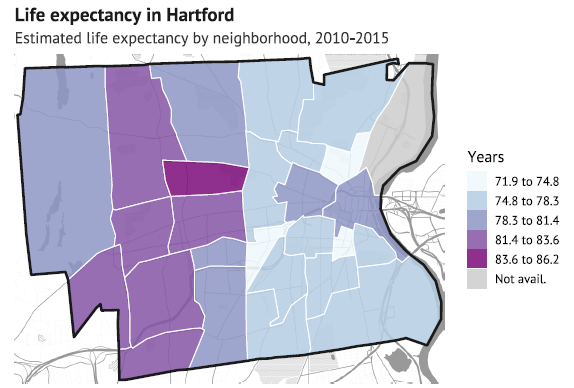 Life expectancy in Hartford
Estimated life expectancy by neighborhood, 2010-2015
Years
71.9 to 74.8
74.8 to 78.3
78.3 to 81.4
81.4 to 83.6
83.6 to 86.2
Not avail.